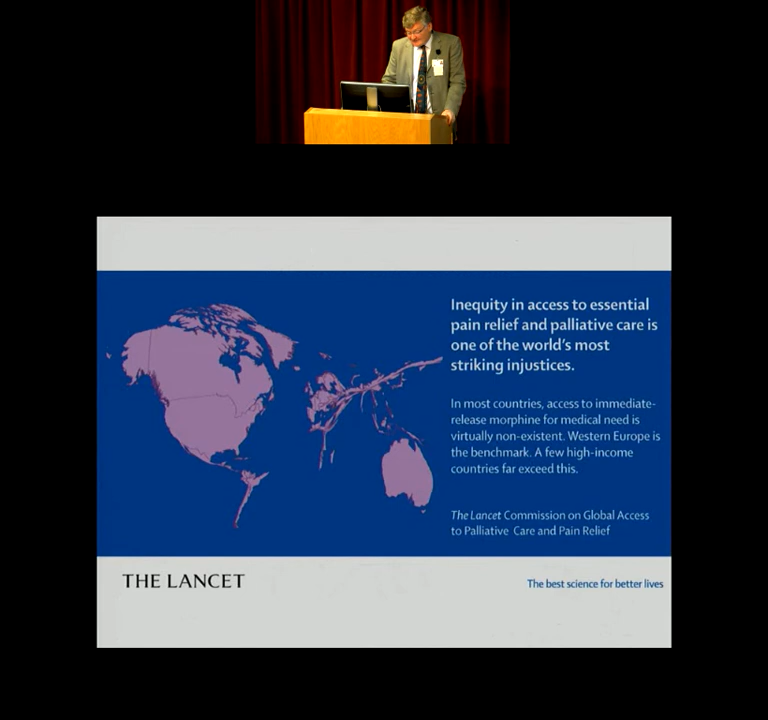 Inequity in access to essential
pain relief and palliative care is
one of the world's most
striking injustices.
In most countries, access to immediate-
release morphine for medical need is
virtually non-existent. Western Europe is
the benchmark. A few high-income
countries far exceed this.
The Lancet Commission on Global Access
to Palliative Care and Pain Relief
THE LANCET
The best science for better lives